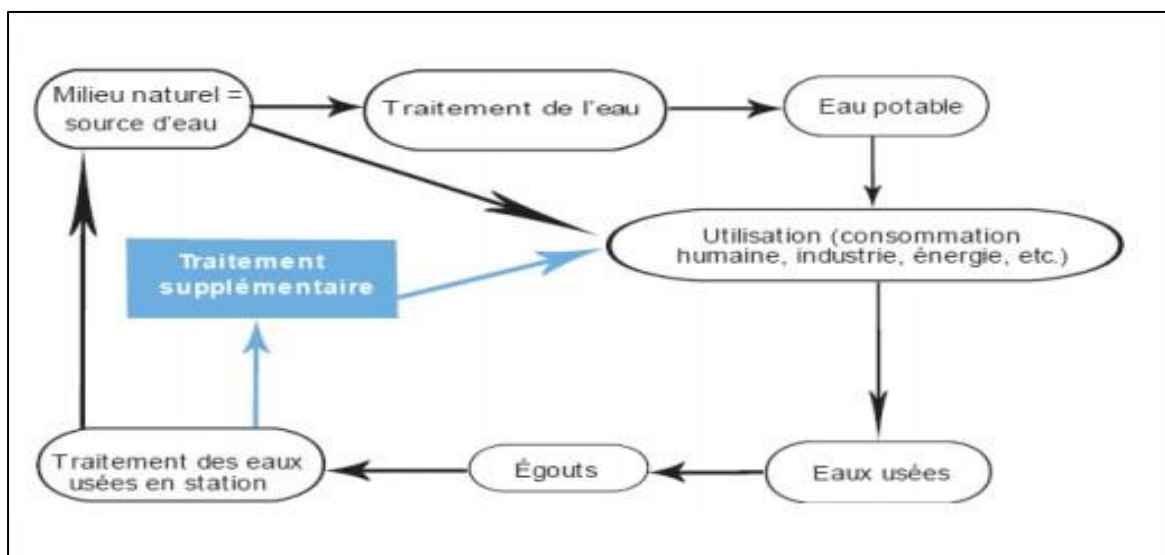 Milieu naturel =
source d'eau
Traitement de l'eau
Eau potable
Utilisation (consommation
humaine, industrie, énergie, etc.)
Traitement
supplémentaire
Traitement des eaux
usées en station
Égouts
Eaux usées